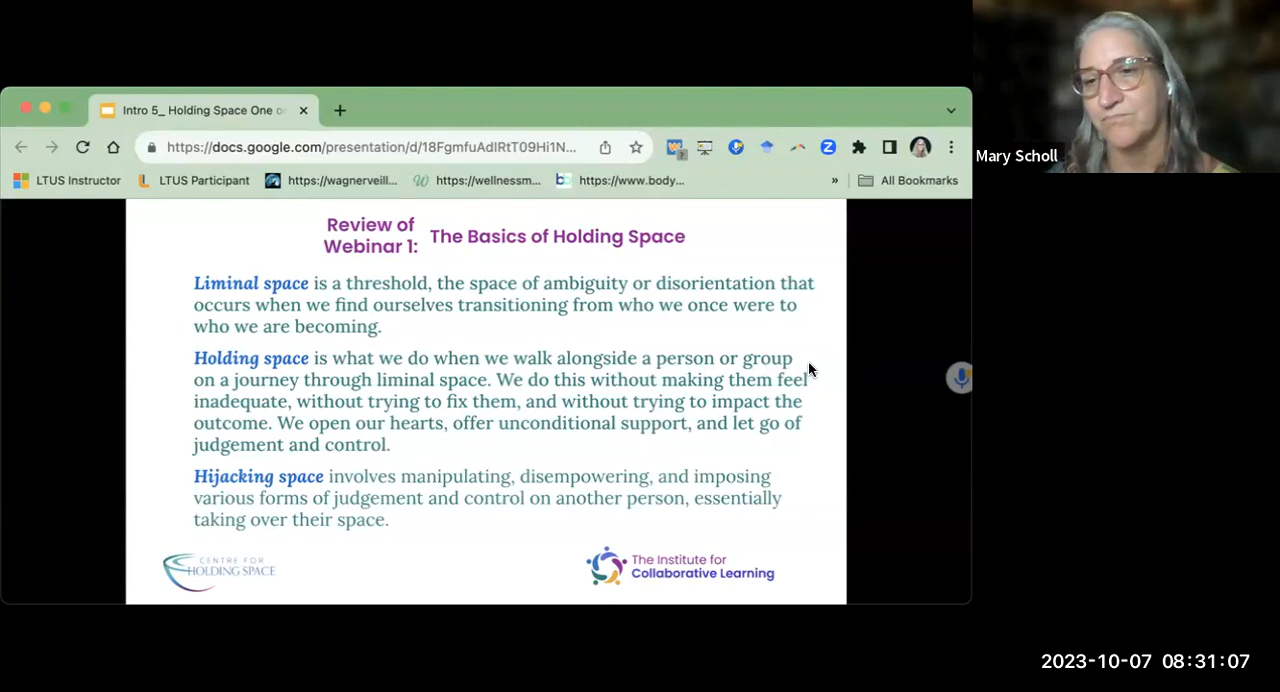 Intro 5_ Holding Space One o
https://docs.google.com/presentation/d/18FgmfuAdIRtT09Hi1N...
LTUS Instructor
LTUS Participant
https://wagnerveill...
https://wellnessm...
https://www.body...
»
All Bookmarks
Mary Scholl
Review of
Webinar 1:
The Basics of Holding Space
Liminal space is a threshold, the space of ambiguity or disorientation that
occurs when we find ourselves transitioning from who we once were to
who we are becoming.
Holding space is what we do when we walk alongside a person or group
on a journey through liminal space. We do this without making them feel
inadequate, without trying to fix them, and without trying to impact the
outcome. We open our hearts, offer unconditional support, and let go of
judgement and control.
Hijacking space involves manipulating, disempowering, and imposing
various forms of judgement and control on another person, essentially
taking over their space.
CENTRE FOR
HOLDING SPACE
The Institute for
Collaborative Learning
2023-10-07 08:31:07